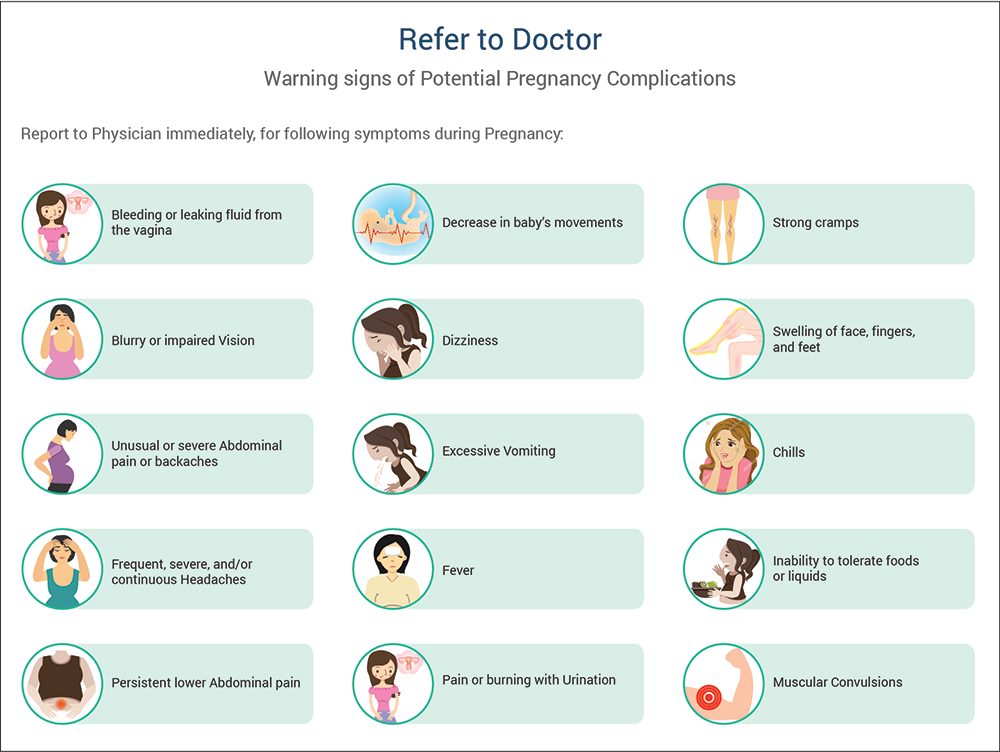 Refer to Doctor
Warning signs of Potential Pregnancy Complications
Report to Physician immediately, for following symptoms during Pregnancy:
Bleeding or leaking fluid from
the vagina
Decrease in baby's movements
Strong cramps
Blurry or impaired Vision
Dizziness
Swelling of face, fingers,
and feet
Unusual or severe Abdominal
pain or backaches
Excessive Vomiting
Chills
Frequent, severe, and/or
continuous Headaches
Fever
Inability to tolerate foods
or liquids
Persistent lower Abdominal pain
Pain or burning with Urination
Muscular Convulsions